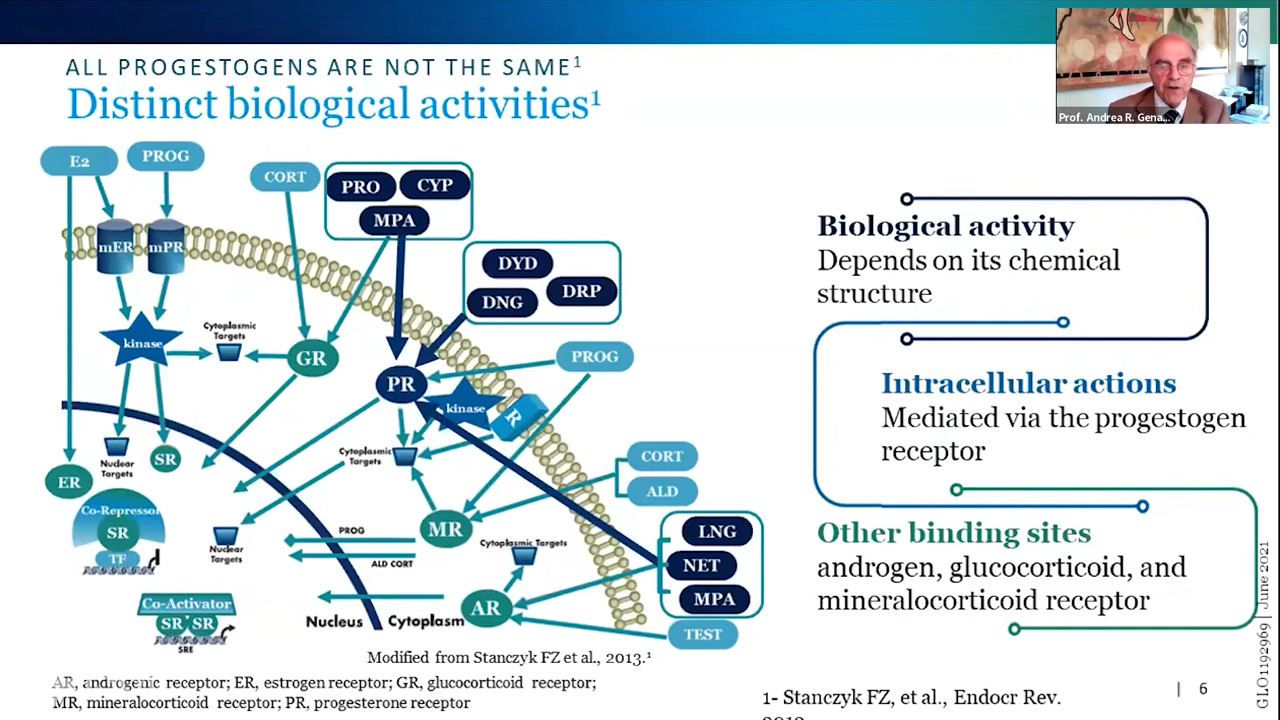 ALL PROGESTOGENS ARE NOT THE SAME¹
Distinct biological activities¹
Prof. Andrea R. Gena...
E2
PROG
CORT
PRO
CYP
MPA
mER
mPR
DYD
DNG
DRP
kinase
Cytoplasmic
Targets
GR
PR
PROG
kinase
R
Nuclear
Targets
SR
Cytoplasmic
Targets
CORT
ALD
ER
Co-Repressor
SR
TF
Nuclear
Targets
PROG
ALD CORT
MR
Cytoplasmic Targets
LNG
NET
MPA
Co-Activator
SR SR
SRE
Nucleus
Cytoplasm
AR
TEST
Modified from Stanczyk FZ et al., 2013.¹
Biological activity
Depends on its chemical
structure
Intracellular actions
Mediated via the progestogen
receptor
Other binding sites
androgen, glucocorticoid, and
mineralocorticoid receptor
AR, androgenic receptor; ER, estrogen receptor; GR, glucocorticoid receptor;
MR, mineralocorticoid receptor; PR, progesterone receptor
1- Stanczyk FZ, et al., Endocr Rev.
| 6
GLO1192969 | June 2021